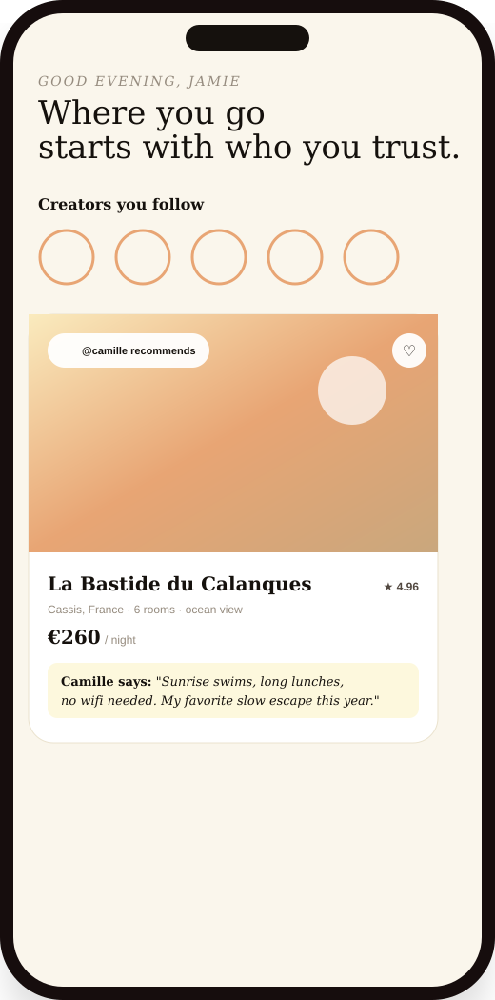 GOOD EVENING, JAMIE
Where you go
starts with who you trust.
Creators you follow
@camille recommends
♡
La Bastide du Calanques
★ 4.96
Cassis, France · 6 rooms · ocean view
€260 / night
Camille says: "Sunrise swims, long lunches,
no wifi needed. My favorite slow escape this year."